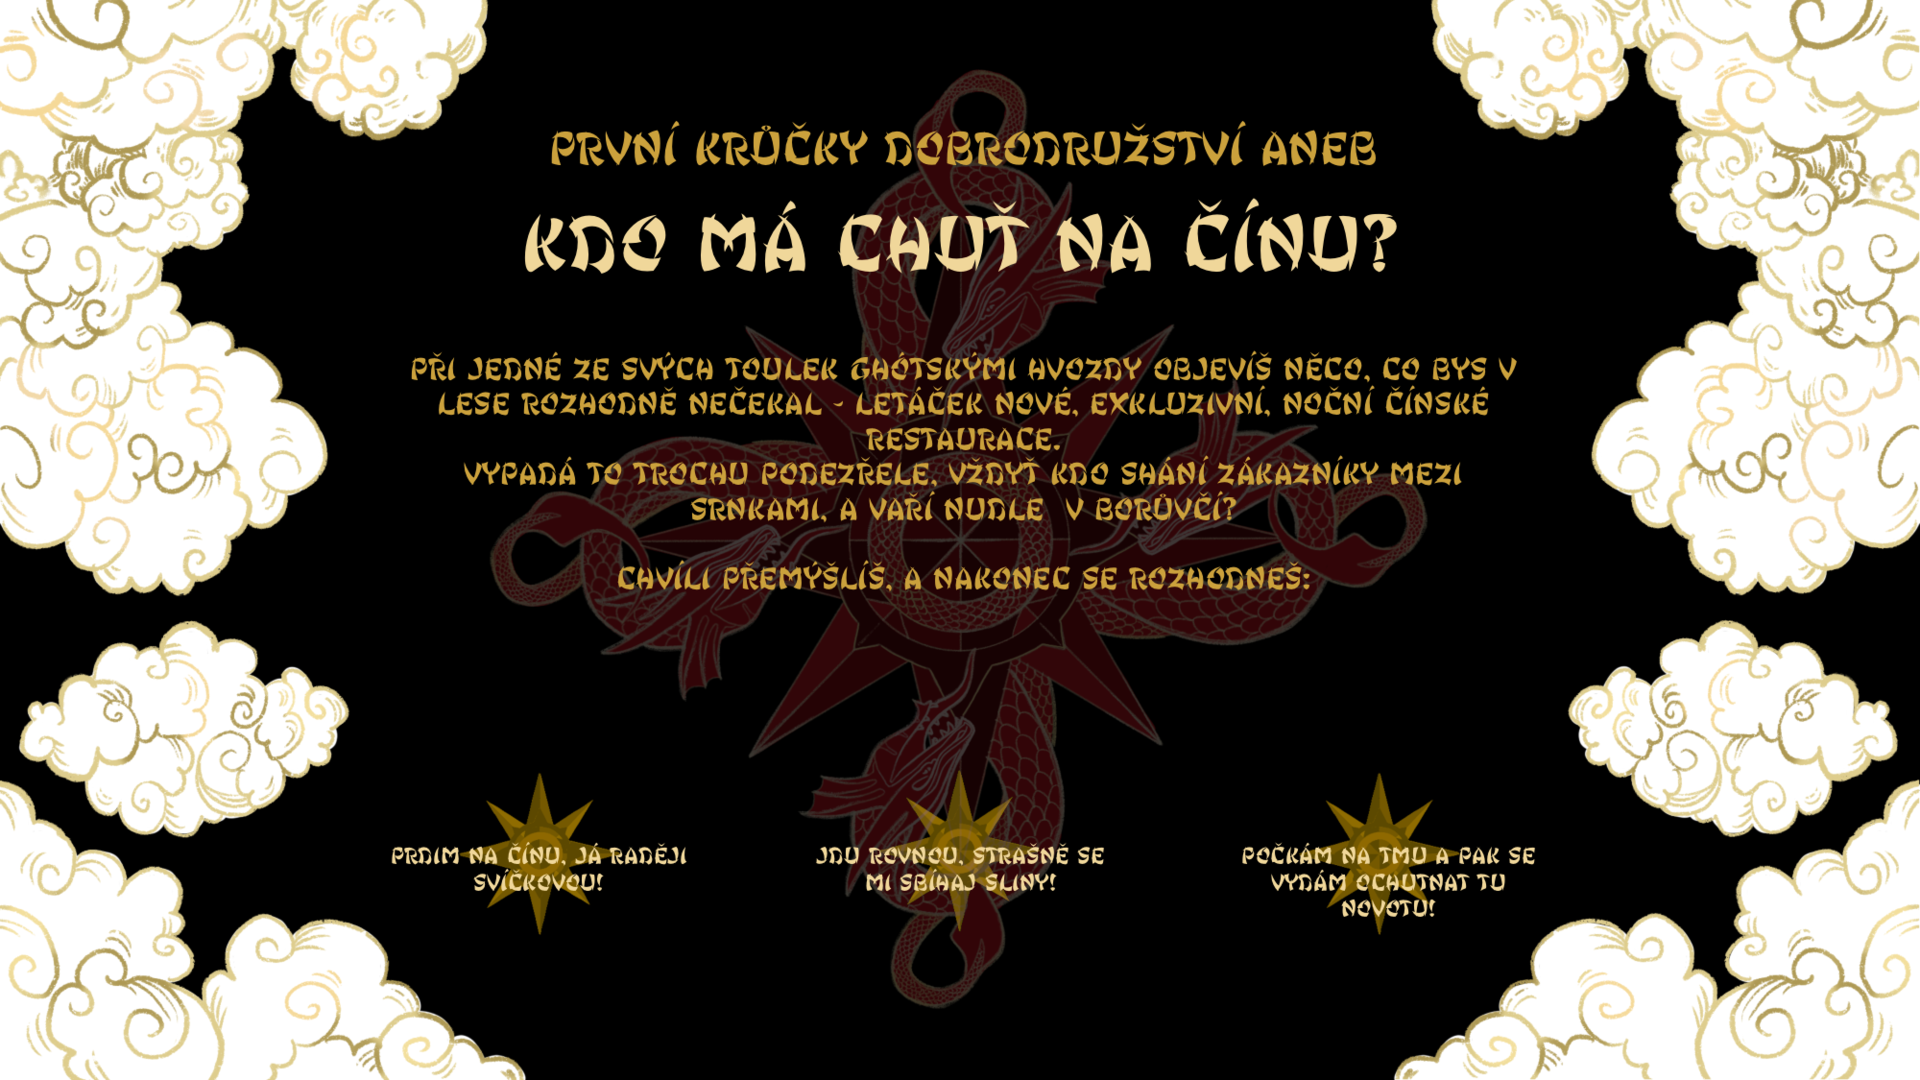 PRVNÍ KRŮČKY DOBRODRUŽSTVÍ ANEB
KDO MÁ CHUŤ NA ČÍNU?
PŘI JEDNÉ ZE SVÝCH TOULEK GHÓTSKÝMI HVOZDY OBJEVÍŠ NĚCO, CO BYS V
LESE ROZHODNĚ NEČEKAL - LETÁČEK NOVÉ, EXKLUZIVNÍ, NOČNÍ ČÍNSKÉ
RESTAURACE.
VYPADÁ TO TROCHU PODEZŘELE, VŽDYŤ KDO SHÁNÍ ZÁKAZNÍKY MEZI
SRNKAMI, A VAŘÍ NUDLE V BORŮVČÍ?
CHVÍLI PŘEMÝŠLÍŠ, A NAKONEC SE ROZHODNEŠ:
PRDIM NA ČÍNU, JÁ RADĚJI
SVÍČKOVOU!
JDU ROVNOU, STRAŠNĚ SE
MI SBÍHAJ SLINY!
POČKÁM NA TMU A PAK SE
VYDÁM OCHUTNAT TU
NOVOTU!